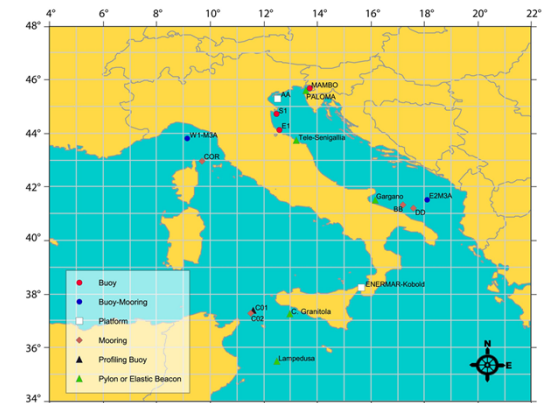 4° 6° 8° 10° 12° 14° 16° 18° 20° 22°
48°
46°
44°
42°
40°
38°
36°
34°
MAMBO
AA
PALOMA
S1
E1
W1-M3A
Tele-Senigallia
COR
Gargano
E2M3A
BB
DD
ENERMAR-Kobold
C01
C02
C. Granitola
Lampedusa
Buoy
Buoy-Mooring
Platform
Mooring
Profiling Buoy
Pylon or Elastic Beacon
N
E